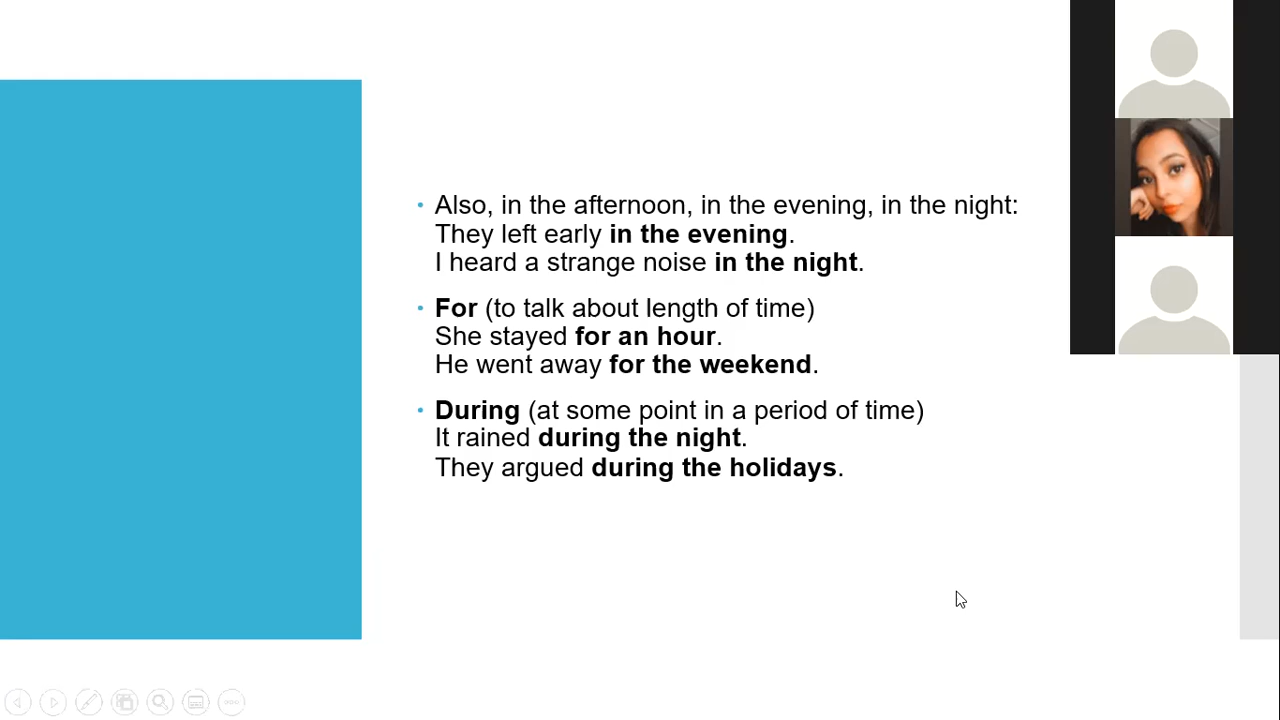 Also, in the afternoon, in the evening, in the night:
They left early in the evening.
I heard a strange noise in the night.
For (to talk about length of time)
She stayed for an hour.
He went away for the weekend.
During (at some point in a period of time)
It rained during the night.
They argued during the holidays.